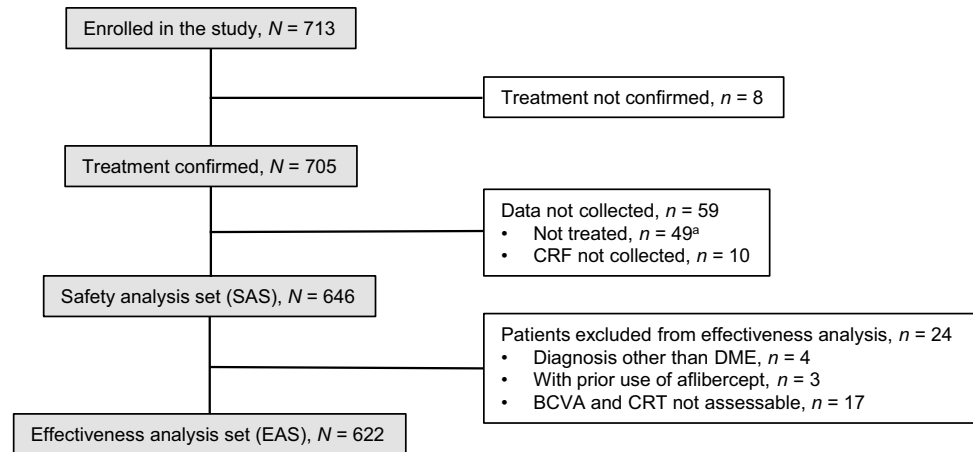 Enrolled in the study, N = 713
Treatment not confirmed, n = 8
Treatment confirmed, N = 705
Data not collected, n = 59
• Not treated, n = 49ᵃ
• CRF not collected, n = 10
Safety analysis set (SAS), N = 646
Patients excluded from effectiveness analysis, n = 24
• Diagnosis other than DME, n = 4
• With prior use of aflibercept, n = 3
• BCVA and CRT not assessable, n = 17
Effectiveness analysis set (EAS), N = 622